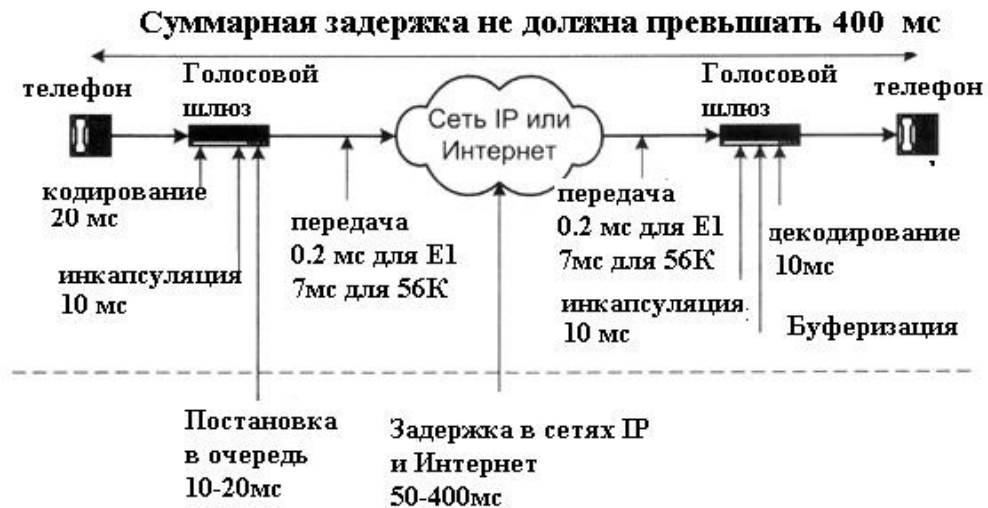 Суммарная задержка не должна превышать 400 мс
телефон
Голосовой
шлюз
Сеть IP или
Интернет
Голосовой
шлюз
телефон
кодирование
20 мс
инкапсуляция
10 мс
передача
0.2 мс для E1
7мс для 56К
передача
0.2 мс для E1
7мс для 56К
инкапсуляция
10 мс
декодирование
10мс
Буферизация
Постановка
в очередь
10-20мс
Задержка в сетях IP
и Интернет
50-400мс